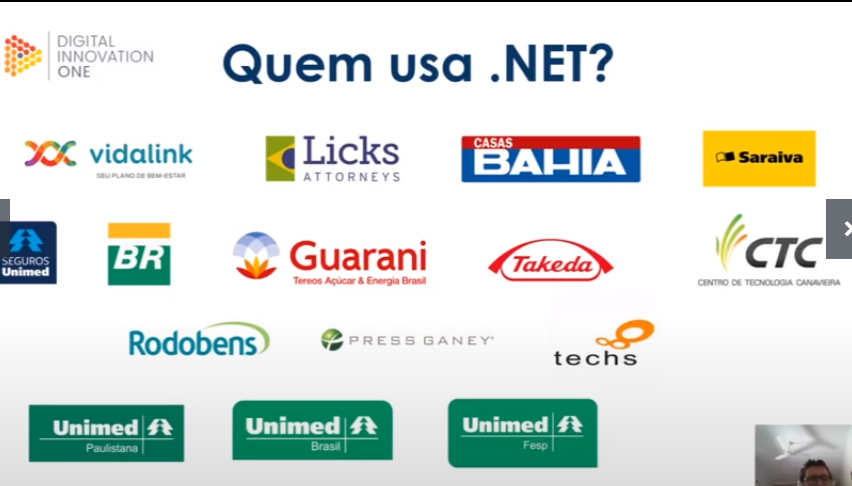 DIGITAL
INNOVATION
ONE
Quem usa .NET?
vidalink
SEU PLANO DE BEM-ESTAR
Licks
ATTORNEYS
CASAS
BAHIA
Saraiva
SEGUROS
Unimed
BR
Guarani
Tereos Açúcar & Energia Brasil
Takeda
CTC
CENTRO DE TECNOLOGIA CANAVIEIRA
Rodobens
PRESS GANEY®
techs
Unimed
Paulistana
Unimed
Brasil
Unimed
Fesp